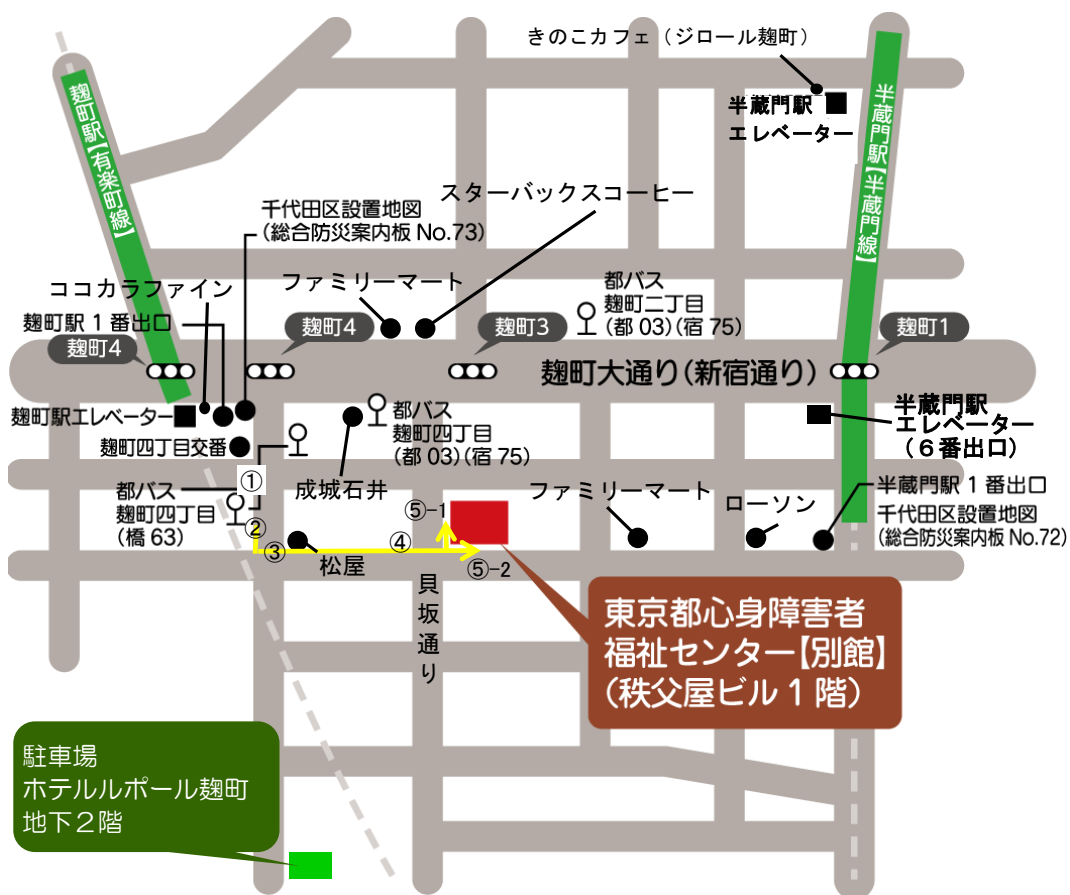 きのこカフェ（ジロール麹町）
半蔵門駅
エレベーター
麹町駅【有楽町線】
半蔵門駅【半蔵門線】
スターバックスコーヒー
千代田区設置地図
(総合防災案内板 No.73)
ココカラファイン
ファミリーマート
都バス
麹町二丁目
(都 03)(宿 75)
麹町駅 1 番出口
麹町4
麹町4
麹町3
麹町1
麹町大通り(新宿通り)
麹町駅エレベーター
麹町四丁目交番
都バス
麹町四丁目
(都 03)(宿 75)
半蔵門駅
エレベーター
(６番出口)
①
都バス
麹町四丁目
(橋 63)
成城石井
ファミリーマート
ローソン
半蔵門駅 1 番出口
千代田区設置地図
(総合防災案内板 No.72)
⑤-1
②
③
④
松屋
⑤-2
貝坂通り
東京都心身障害者
福祉センター【別館】
(秩父屋ビル 1 階)
駐車場
ホテルルポール麹町
地下２階